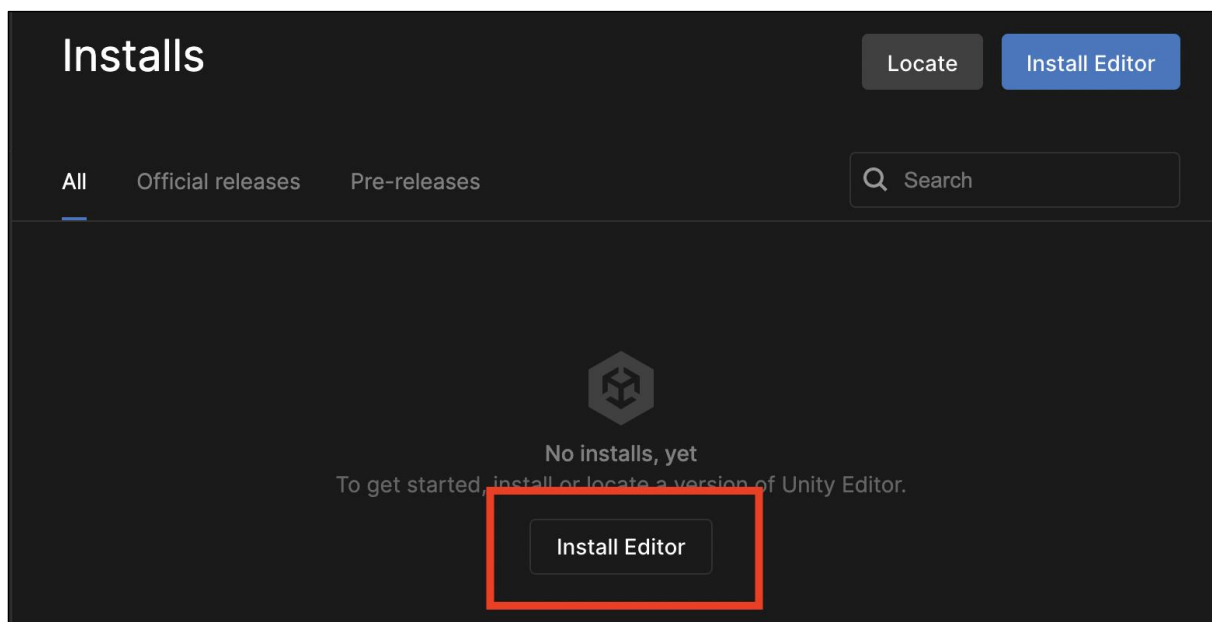 Installs
Locate
Install Editor
All
Official releases
Pre-releases
Search
No installs, yet
To get started, install or locate a version of Unity Editor.
Install Editor